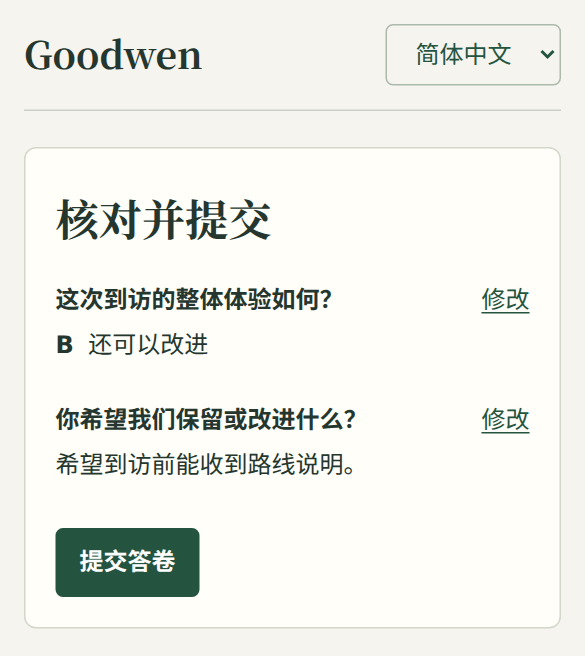 Goodwen
简体中文
核对并提交
这次到访的整体体验如何？
修改
B 还可以改进
你希望我们保留或改进什么？
修改
希望到访前能收到路线说明。
提交答卷